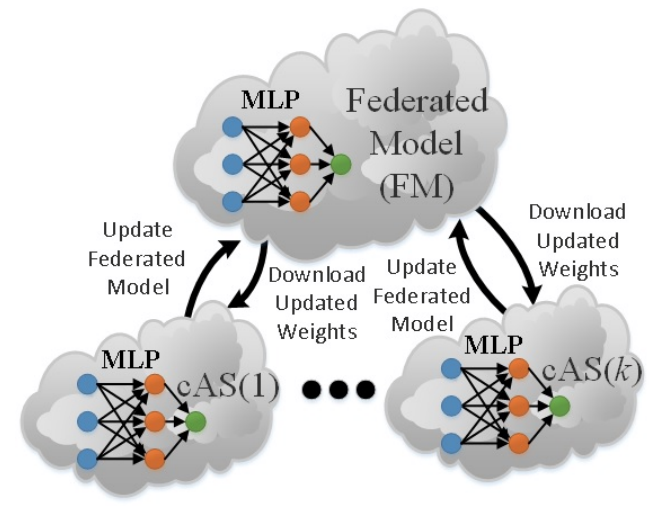 MLP
Federated
Model
(FM)
Update
Federated
Model
Download
Updated
Weights
Update
Federated
Model
Download
Updated
Weights
MLP
cAS(1)
MLP
cAS(k)